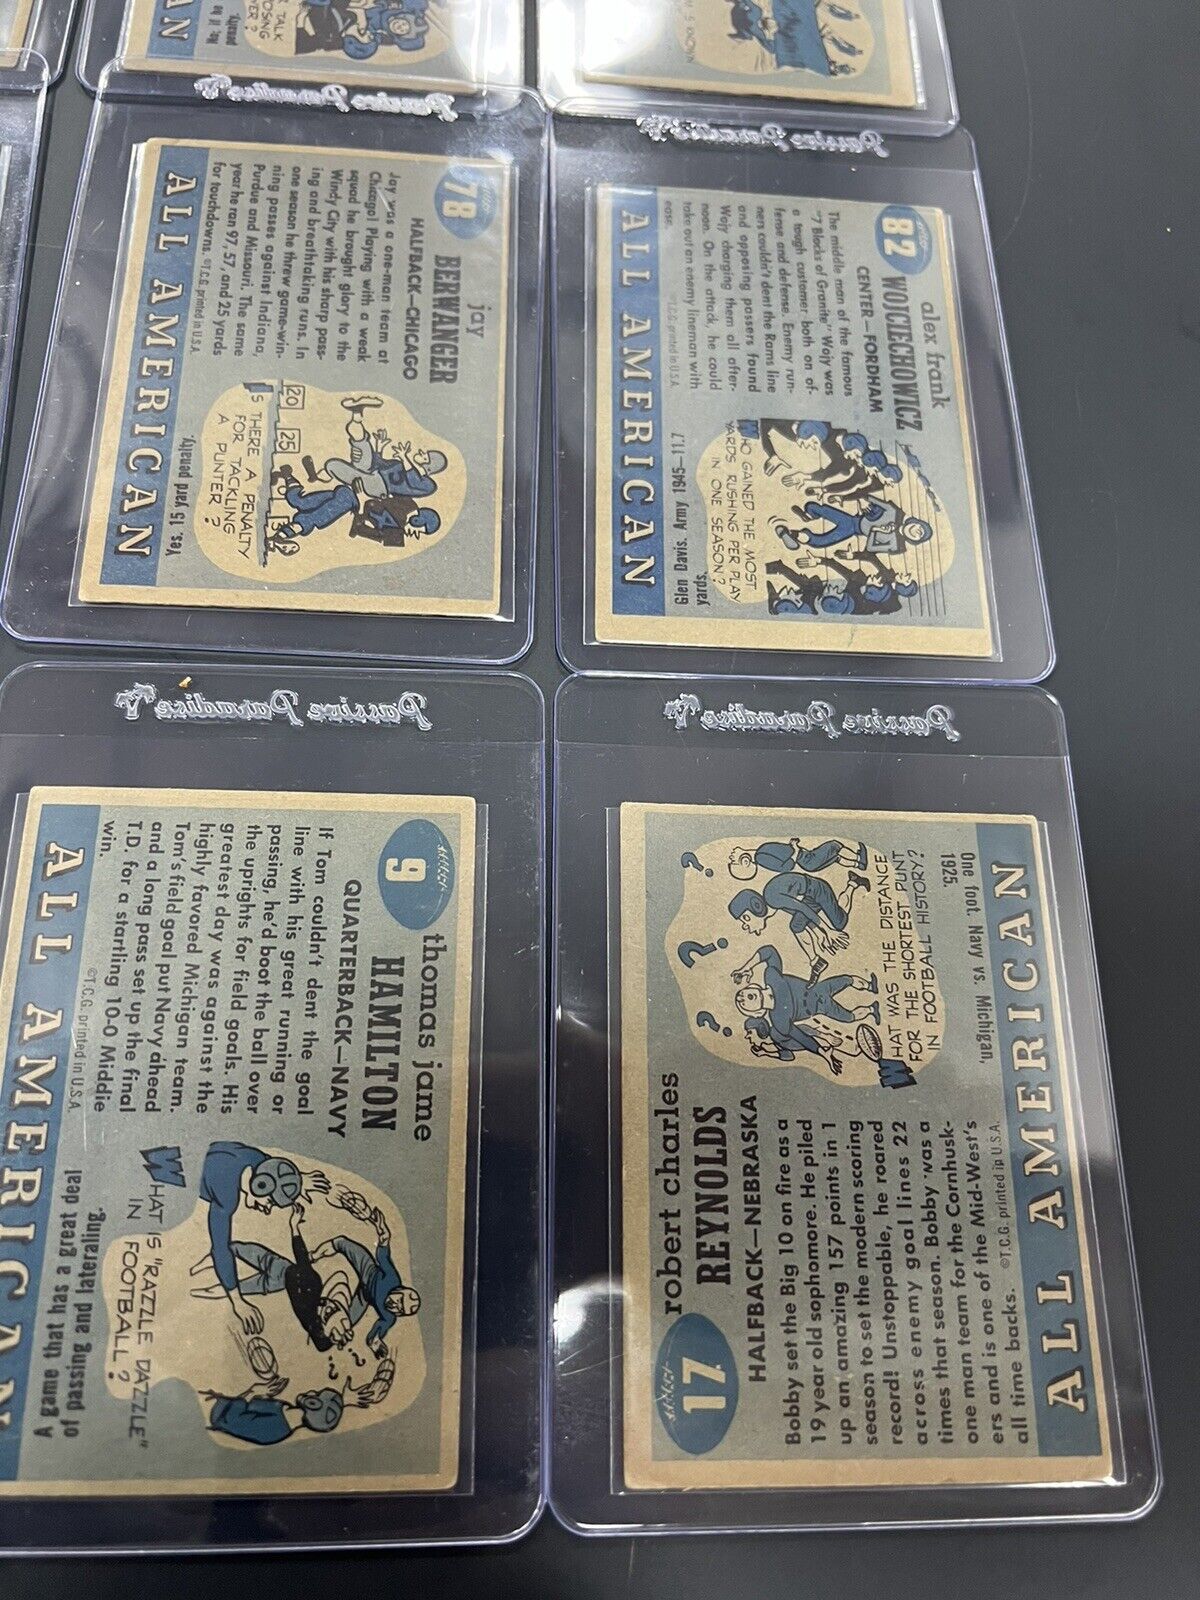 R TALK
POSING
ER?
AN
Passive Paradise
Passive Paradise
78
jay
BERWANGER
HALFBACK—CHICAGO
Jay was a one-man team at
Chicago! Playing with a weak
squad he brought glory to the
Windy City with his sharp pass-
ing and breathtaking runs. In
one season he threw game-win-
ning passes against Indiana,
Purdue and Missouri. The same
year he ran 97, 57, and 25 yards
for touchdowns. ©T.C.G. printed in U.S.A.
20
25
IS THERE A PENALTY
FOR TACKLING
A PUNTER?
Yes. 15 yard penalty.
ALL AMERICAN
82
alex frank
WOJCIECHOWICZ
CENTER—FORDHAM
The middle man of the famous
"7 Blocks of Granite" Wojy was
a tough customer both on of-
fense and defense. Enemy run-
ners couldn't dent the Rams line
and opposing passers found
Wojy charging them all after-
noon. On the attack, he could
take out an enemy lineman with
ease. ©T.C.G. printed in U.S.A.
WHO GAINED THE MOST
YARDS RUSHING PER PLAY
IN ONE SEASON?
Glen Davis. Army 1945—11.7
yards.
ALL AMERICAN
Passive Paradise
Passive Paradise
9
thomas jame
HAMILTON
QUARTERBACK—NAVY
If Tom couldn't dent the goal
line with his great running or
passing, he'd boot the ball over
the uprights for field goals. His
greatest day was against the
highly favored Michigan team.
Tom's field goal put Navy ahead
and a long pass set up the final
T.D. for a startling 10-0 Middie
win. ©T.C.G. printed in U.S.A.
WHAT IS "RAZZLE DAZZLE"
IN FOOTBALL?
A game that has a great deal
of passing and lateraling.
ALL AMERICAN
17
robert charles
REYNOLDS
HALFBACK—NEBRASKA
Bobby set the Big 10 on fire as a
19 year old sophomore. He piled
up an amazing 157 points in 1
season to set the modern scoring
record! Unstoppable, he roared
across enemy goal lines 22
times that season. Bobby was a
one man team for the Cornhusk-
ers and is one of the Mid-West's
all time backs. ©T.C.G. printed in U.S.A.
WHAT WAS THE DISTANCE
FOR THE SHORTEST PUNT
IN FOOTBALL HISTORY?
One foot. Navy vs. Michigan,
1925.
ALL AMERICAN